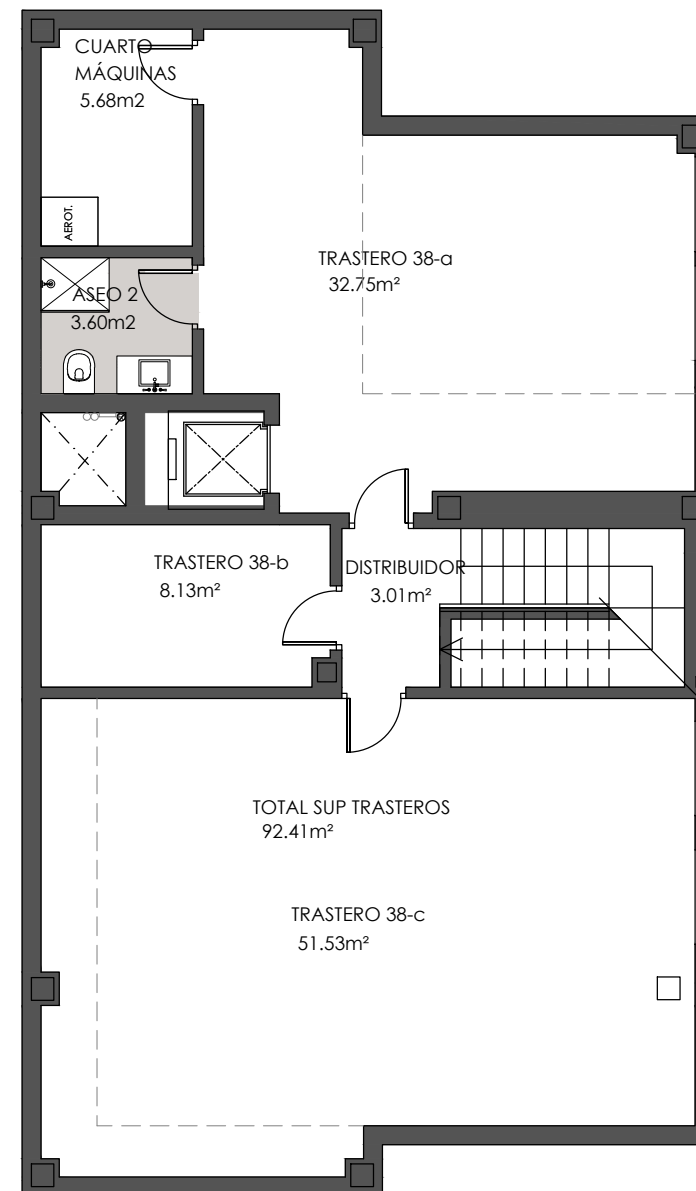 CUARTO
MÁQUINAS
5.68m2
AEROT.
ASEO 2
3.60m2
TRASTERO 38-a
32.75m²
TRASTERO 38-b
8.13m²
DISTRIBUIDOR
3.01m²
TOTAL SUP TRASTEROS
92.41m²
TRASTERO 38-c
51.53m²